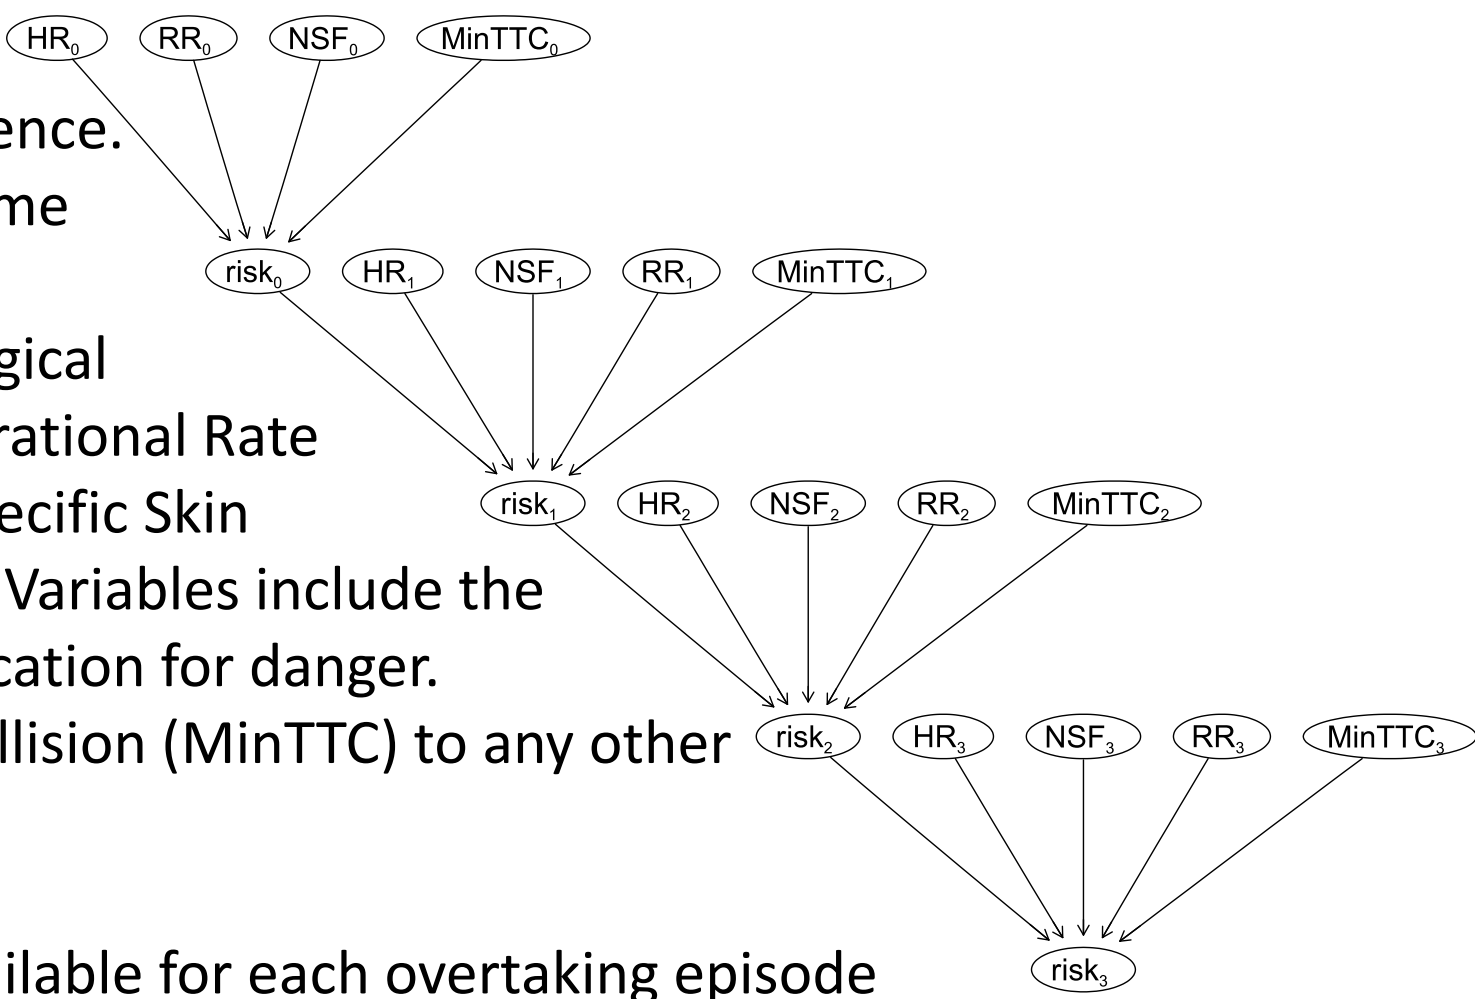 HR₀ RR₀ NSF₀ MinTTC₀
ence.
me
risk₀ HR₁ NSF₁ RR₁ MinTTC₁
gical
rational Rate
ecific Skin
risk₁ HR₂ NSF₂ RR₂ MinTTC₂
Variables include the
cation for danger.
llision (MinTTC) to any other
risk₂ HR₃ NSF₃ RR₃ MinTTC₃
ilable for each overtaking episode
risk₃